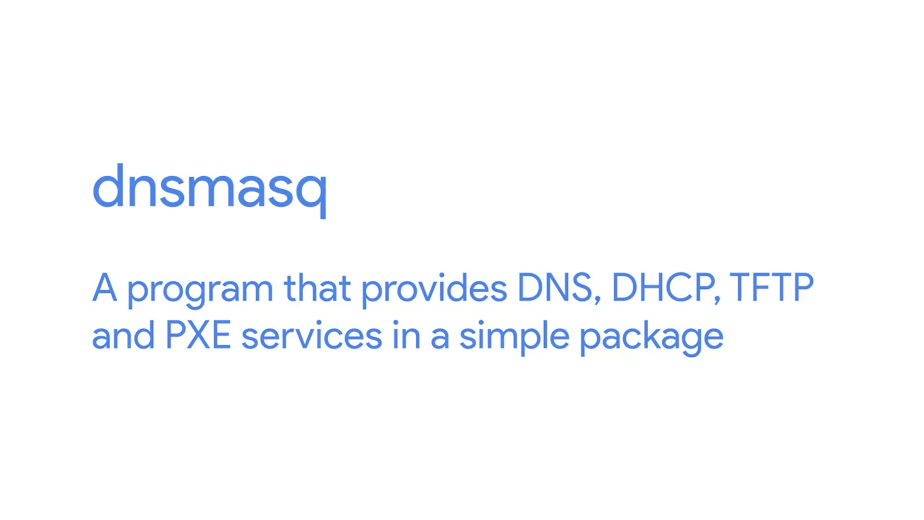 dnsmasq
A program that provides DNS, DHCP, TFTP
and PXE services in a simple package